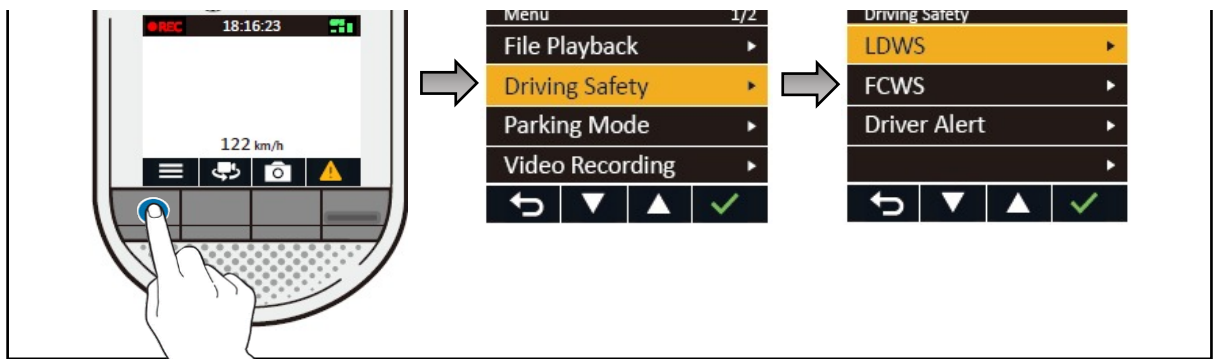 REC 18:16:23
122 km/h
Menu 1/2
File Playback
Driving Safety
Parking Mode
Video Recording
Driving Safety
LDWS
FCWS
Driver Alert